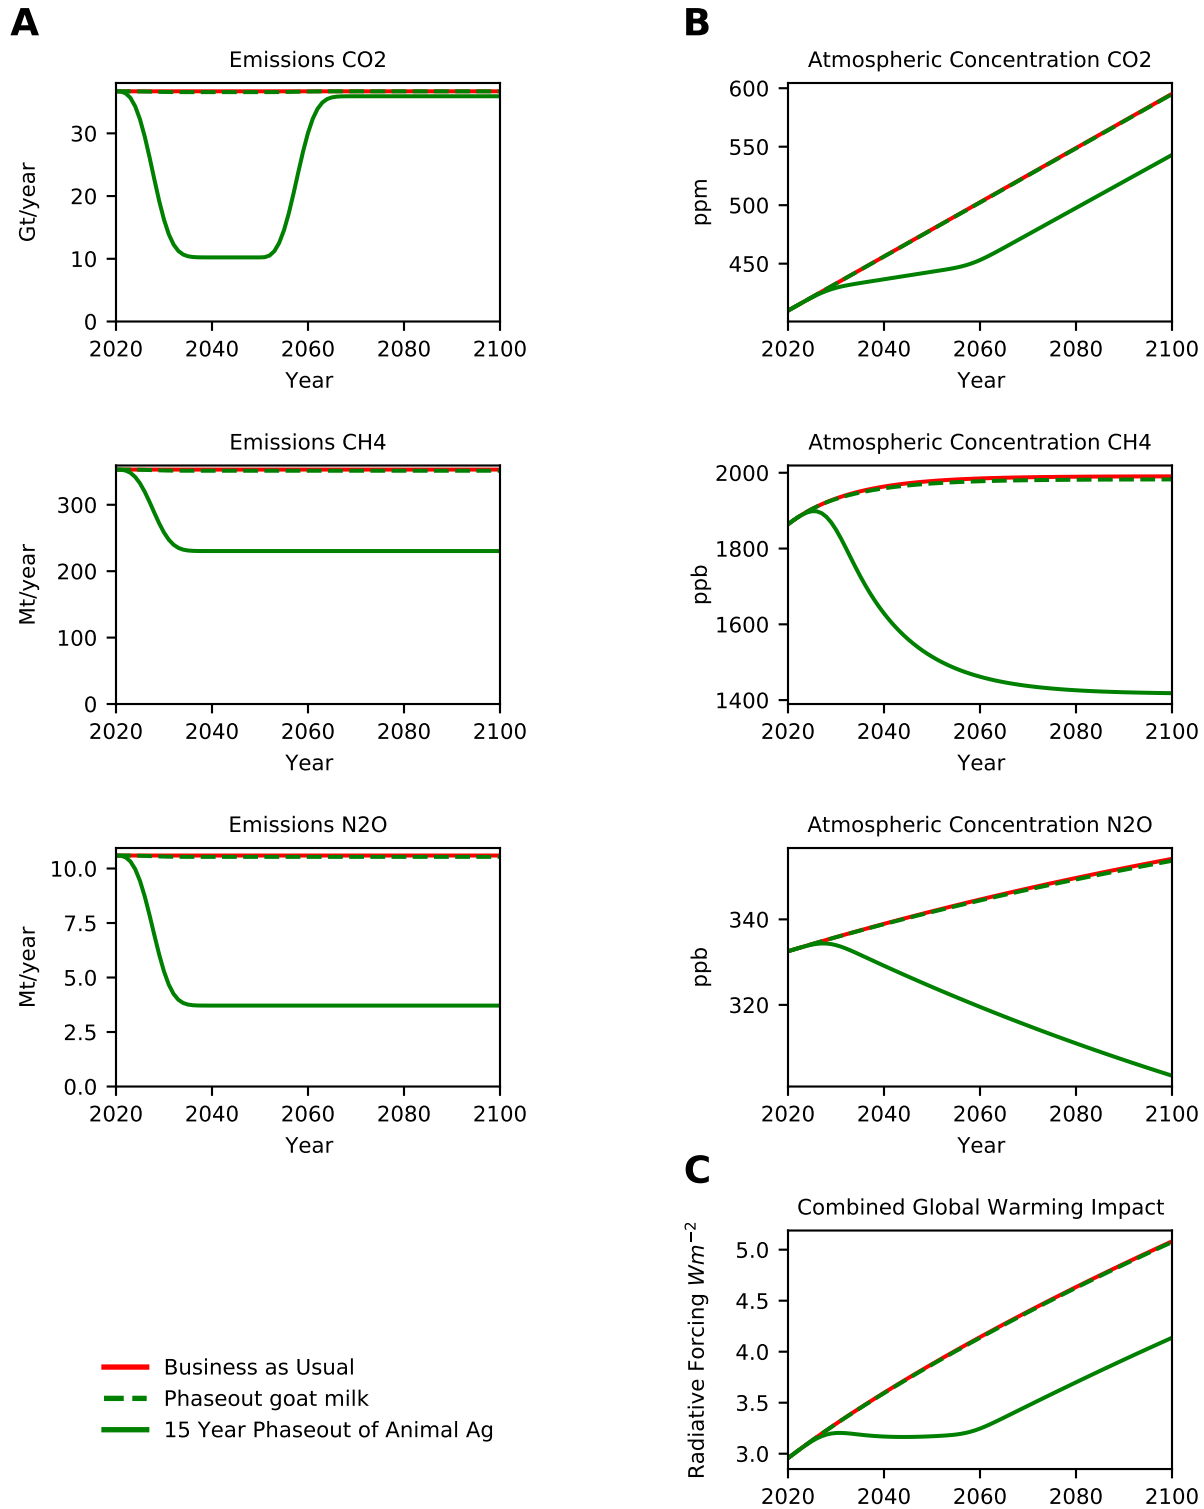 A
Emissions CO2
Gt/year
30
20
10
0
2020 2040 2060 2080 2100
Year
Emissions CH4
Mt/year
300
200
100
0
2020 2040 2060 2080 2100
Year
Emissions N2O
Mt/year
10.0
7.5
5.0
2.5
0.0
2020 2040 2060 2080 2100
Year
B
Atmospheric Concentration CO2
ppm
600
550
500
450
2020 2040 2060 2080 2100
Year
Atmospheric Concentration CH4
ppb
2000
1800
1600
1400
2020 2040 2060 2080 2100
Year
Atmospheric Concentration N2O
ppb
340
320
2020 2040 2060 2080 2100
Year
C
Combined Global Warming Impact
Radiative Forcing Wm⁻²
5.0
4.5
4.0
3.5
3.0
2020 2040 2060 2080 2100
Business as Usual
Phaseout goat milk
15 Year Phaseout of Animal Ag